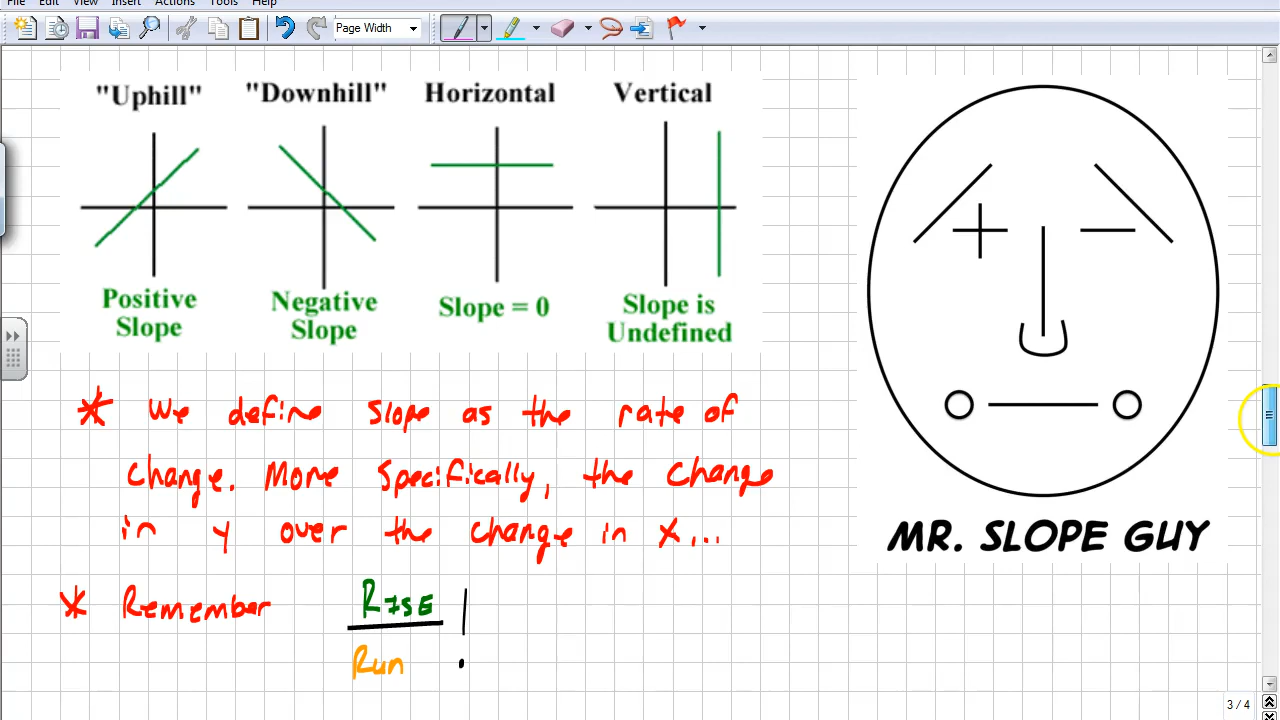 File Edit View Insert Actions Tools Help
Page Width
"Uphill" "Downhill" Horizontal Vertical
Positive Slope Negative Slope Slope = 0 Slope is Undefined
* We define slope as the rate of
change. More specifically, the change
in y over the change in x...
* Remember Rise
Run !
MR. SLOPE GUY
3 / 4